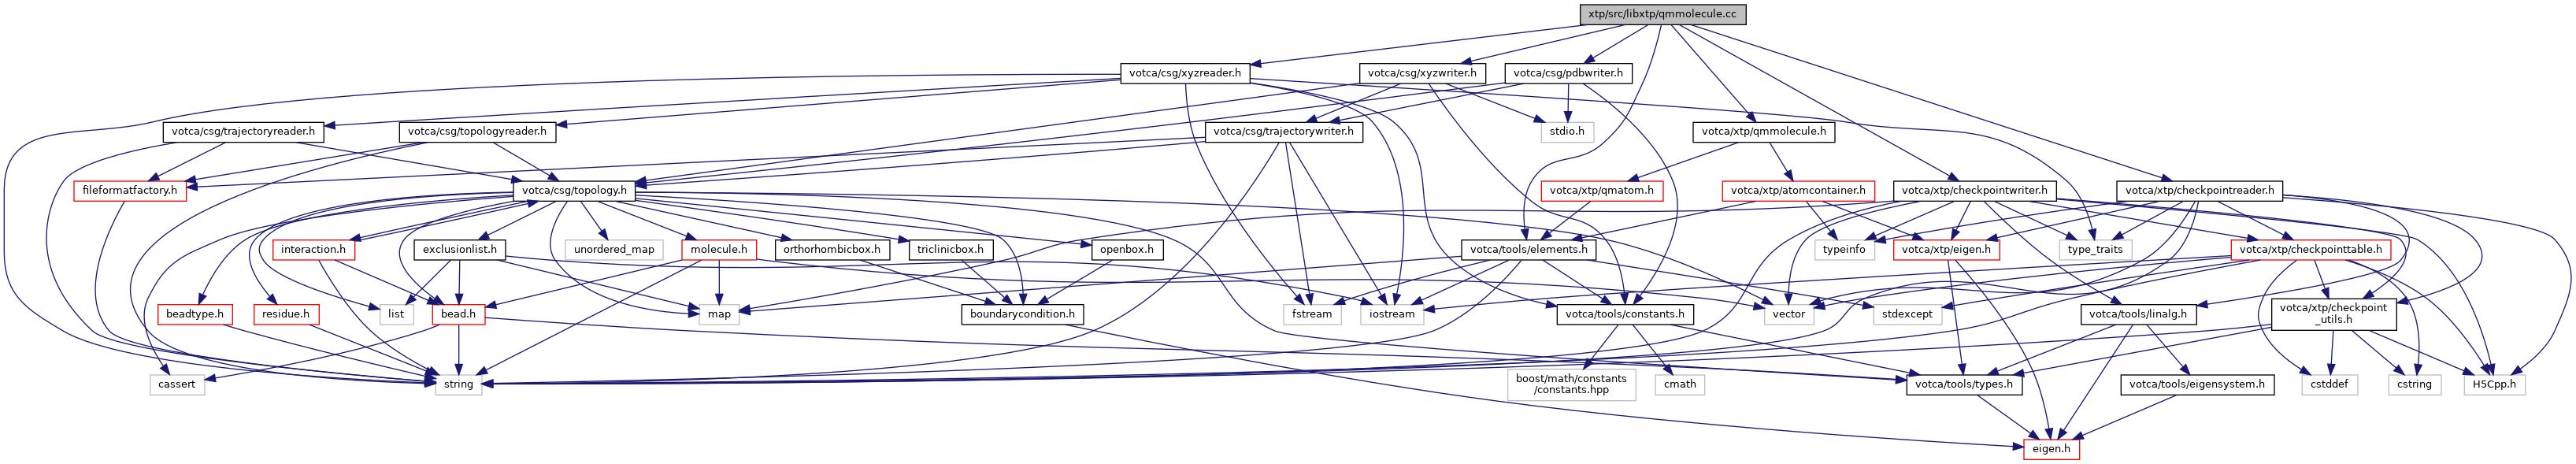 xtp/src/libxtp/qmmolecule.cc
votca/csg/xyzreader.h
votca/csg/xyzwriter.h
votca/csg/pdbwriter.h
votca/csg/trajectoryreader.h
votca/csg/topologyreader.h
votca/csg/trajectorywriter.h
stdio.h
votca/xtp/qmmolecule.h
fileformatfactory.h
votca/csg/topology.h
votca/xtp/qmatom.h
votca/xtp/atomcontainer.h
votca/xtp/checkpointwriter.h
votca/xtp/checkpointreader.h
interaction.h
exclusionlist.h
unordered_map
molecule.h
orthorhombicbox.h
triclinicbox.h
openbox.h
votca/tools/elements.h
typeinfo
votca/xtp/eigen.h
type_traits
votca/xtp/checkpointtable.h
beadtype.h
residue.h
list
bead.h
map
boundarycondition.h
fstream
iostream
votca/tools/constants.h
vector
stdexcept
votca/tools/linalg.h
votca/xtp/checkpoint
_utils.h
cassert
string
boost/math/constants
/constants.hpp
cmath
votca/tools/types.h
votca/tools/eigensystem.h
cstddef
cstring
H5Cpp.h
eigen.h